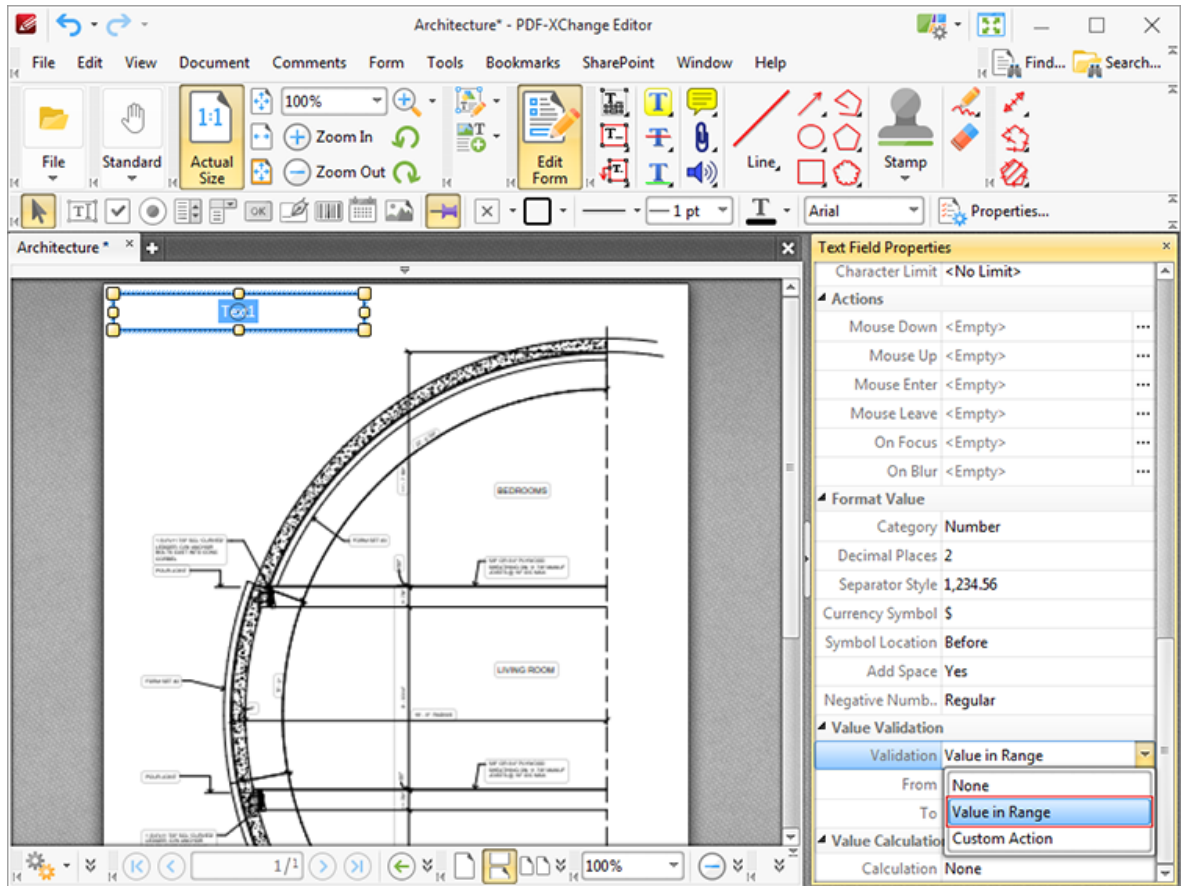 Architecture* - PDF-XChange Editor
File Edit View Document Comments Form Tools Bookmarks SharePoint Window Help Find... Search...
File
Standard
1:1
Actual
Size
100%
Zoom In
Zoom Out
Edit
Form
Line
Stamp
OK
1 pt
Arial
Properties...
Architecture *
Text1
BEDROOMS
LIVING ROOM
Text Field Properties
Character Limit <No Limit>
Actions
Mouse Down <Empty>
Mouse Up <Empty>
Mouse Enter <Empty>
Mouse Leave <Empty>
On Focus <Empty>
On Blur <Empty>
Format Value
Category Number
Decimal Places 2
Separator Style 1,234.56
Currency Symbol $
Symbol Location Before
Add Space Yes
Negative Numb.. Regular
Value Validation
Validation Value in Range
From None
To Value in Range
Value Calculatio Custom Action
Calculation None
1/1
100%